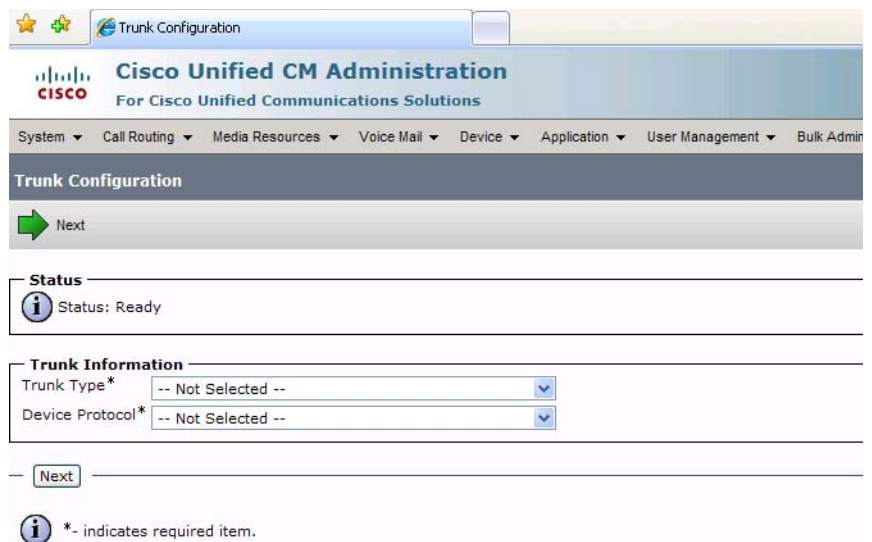 Trunk Configuration
CISCO
Cisco Unified CM Administration
For Cisco Unified Communications Solutions
System Call Routing Media Resources Voice Mail Device Application User Management Bulk Admin
Trunk Configuration
Next
Status
Status: Ready
Trunk Information
Trunk Type* -- Not Selected --
Device Protocol* -- Not Selected --
Next
*- indicates required item.